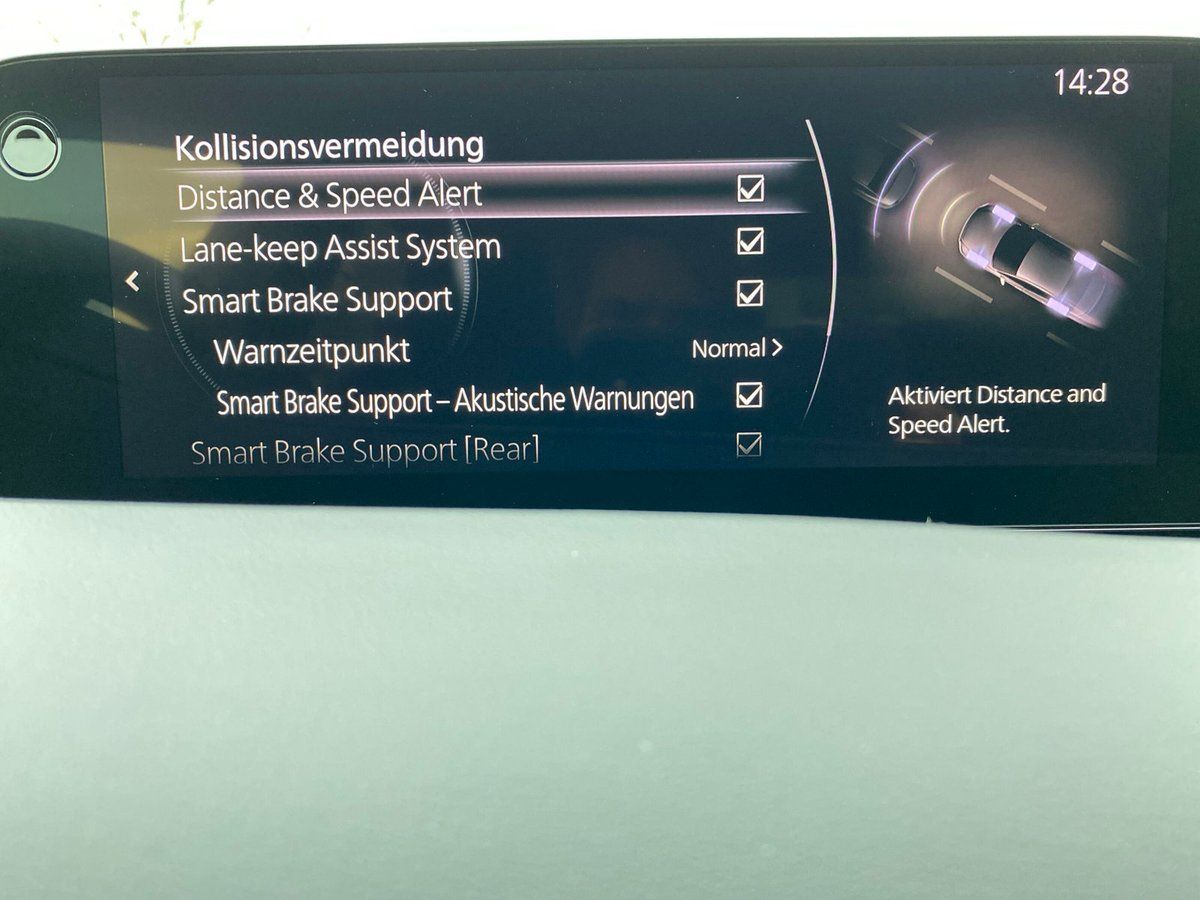 14:28
Kollisionsvermeidung
Distance & Speed Alert
Lane-keep Assist System
Smart Brake Support
Warnzeitpunkt Normal
Smart Brake Support – Akustische Warnungen
Smart Brake Support [Rear]
Aktiviert Distance and
Speed Alert.